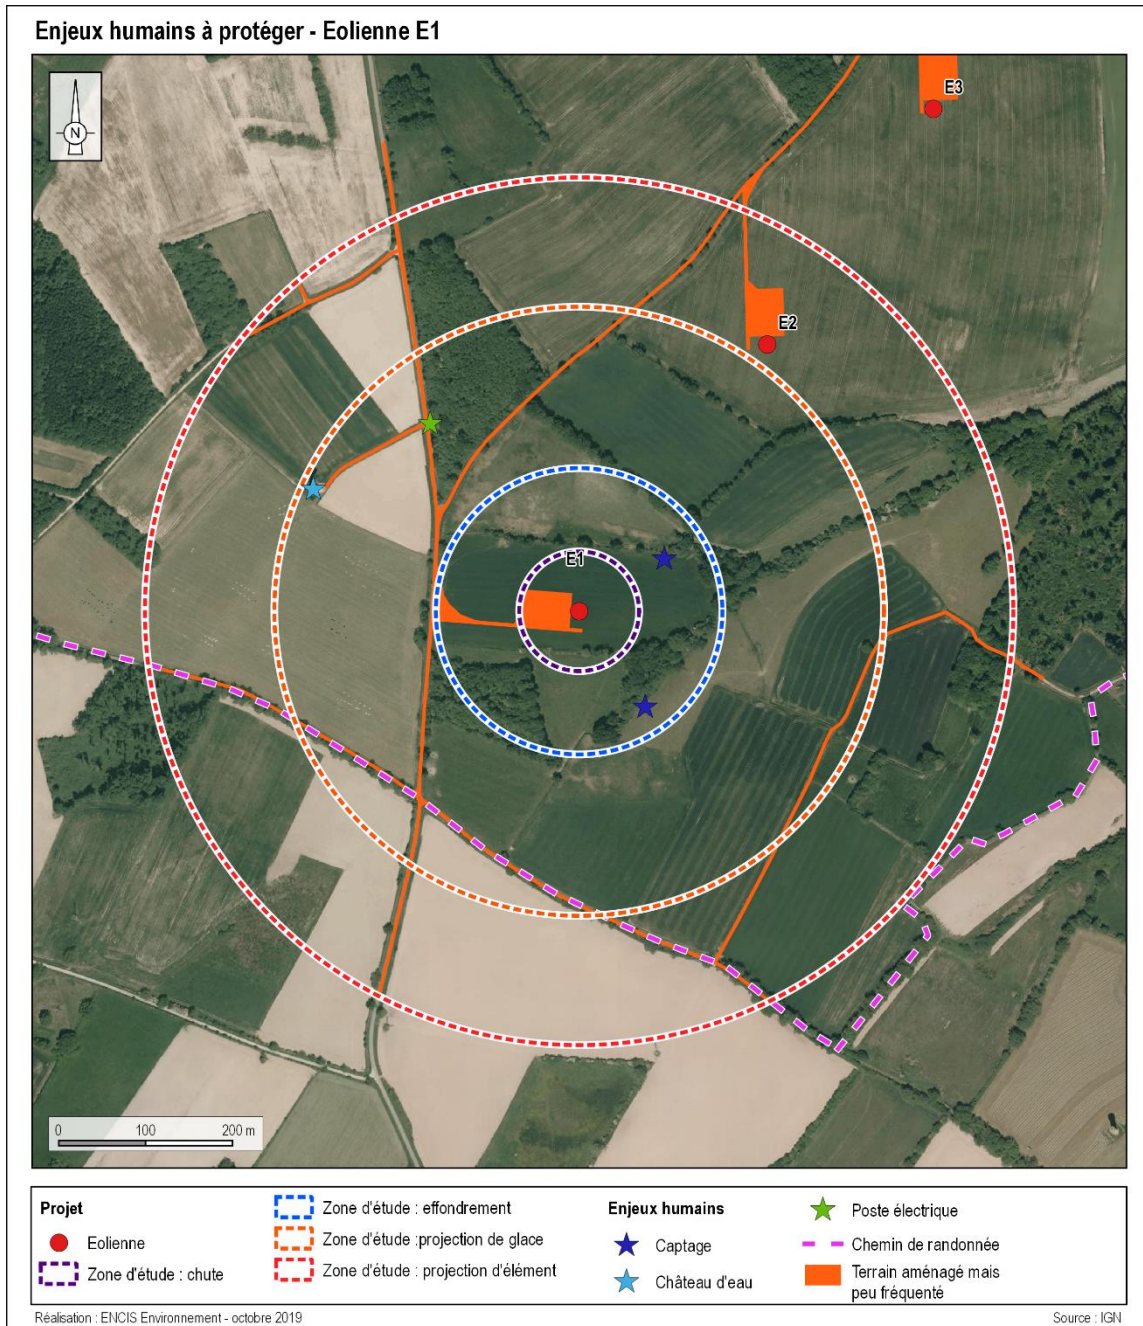 Enjeux humains à protéger - Eolienne E1
N
E3
E2
E1
0 100 200 m
Projet
Eolienne
Zone d'étude : chute
Zone d'étude : effondrement
Zone d'étude :projection de glace
Zone d'étude : projection d'élément
Enjeux humains
Captage
Château d'eau
Poste électrique
Chemin de randonnée
Terrain aménagé mais
peu fréquenté
Réalisation : ENCIS Environnement - octobre 2019
Source : IGN